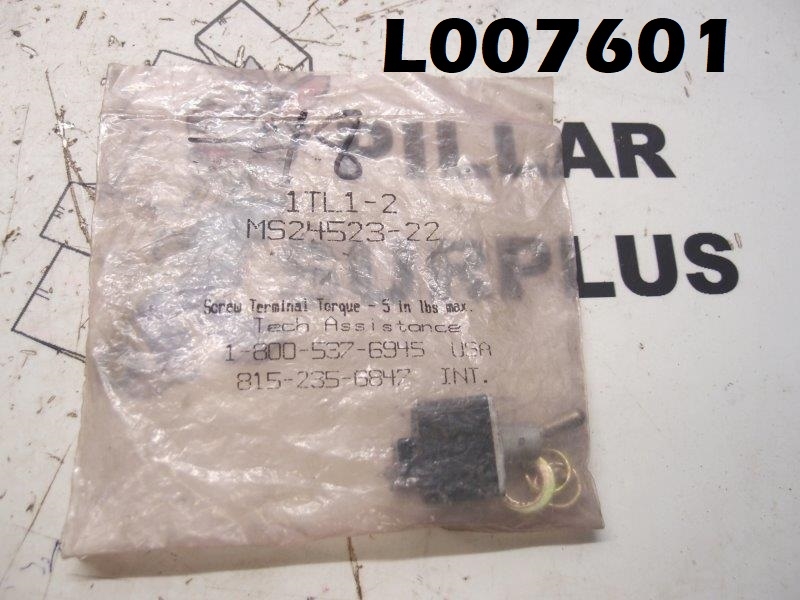 L007601
48
PILLAR
1TL1-2
MS24523-22
SURPLUS
Screw Terminal Torque - 5 in lbs max.
Tech Assistance
1-800-537-6945 USA
815-235-6847 INT.